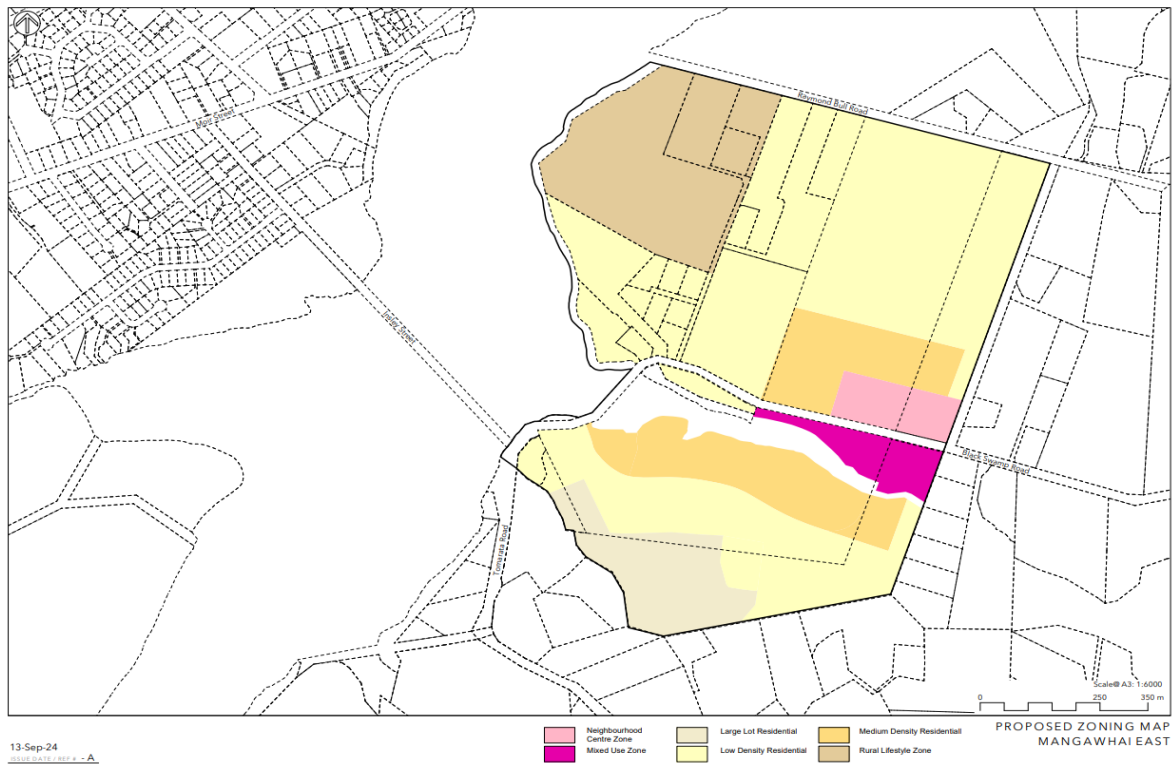 Raymond Bull Road
Moir Street
Insley Street
Black Swamp Road
Tomarata Road
Scale@ A3: 1:6000
0 250 350 m
PROPOSED ZONING MAP
MANGAWHAI EAST
Neighbourhood
Centre Zone
Mixed Use Zone
Large Lot Residential
Low Density Residential
Medium Density Residentiall
Rural Lifestyle Zone
13-Sep-24
ISSUE DATE / REF # - A